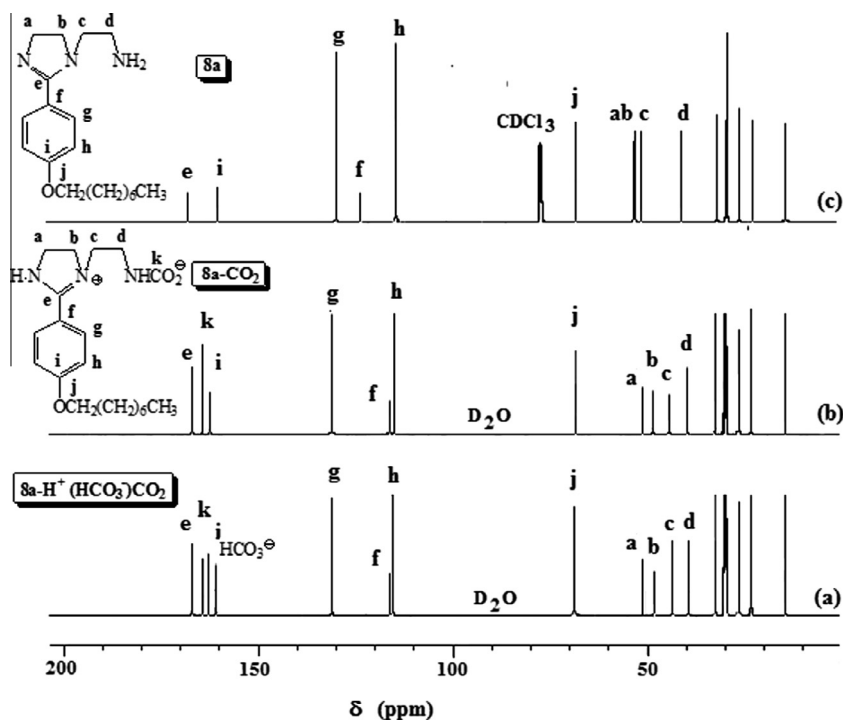 a b c d
N N NH2
8a
e
f
g
h
i
j
OCH2(CH2)6CH3
e i g f h CDCl3 j ab c d
(c)
a b c d
k
H·N N⊕ NHCO2⊖
8a-CO2
e
f
g
h
i
j
OCH2(CH2)6CH3
e k i g f h D2O j a b c d
(b)
8a-H+ (HCO3-)CO2
e k j HCO3⊖ g f h D2O j a b c d
(a)
200 150 100 50
δ (ppm)